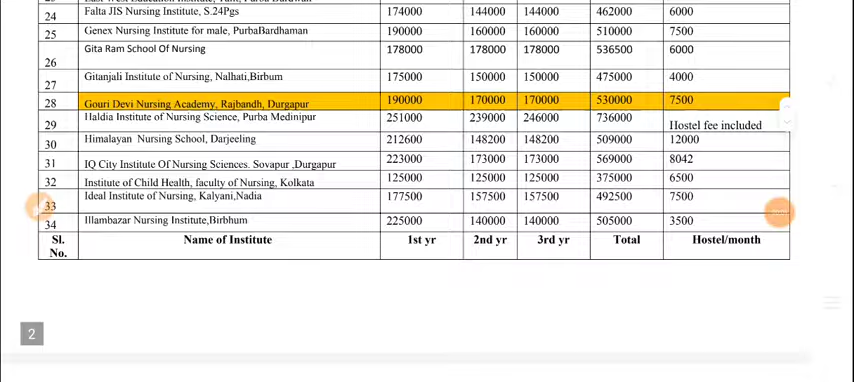 24 Falta JIS Nursing Institute, S.24Pgs 174000 144000 144000 462000 6000
25 Genex Nursing Institute for male, PurbaBardhaman 190000 160000 160000 510000 7500
26 Gita Ram School Of Nursing 178000 178000 178000 536500 6000
27 Gitanjali Institute of Nursing, Nalhati,Birbum 175000 150000 150000 475000 4000
28 Gouri Devi Nursing Academy, Rajbandh, Durgapur 190000 170000 170000 530000 7500
29 Haldia Institute of Nursing Science, Purba Medinipur 251000 239000 246000 736000 Hostel fee included
30 Himalayan Nursing School, Darjeeling 212600 148200 148200 509000 12000
31 IQ City Institute Of Nursing Sciences. Sovapur ,Durgapur 223000 173000 173000 569000 8042
32 Institute of Child Health, faculty of Nursing, Kolkata 125000 125000 125000 375000 6500
33 Ideal Institute of Nursing, Kalyani,Nadia 177500 157500 157500 492500 7500
34 Illambazar Nursing Institute,Birbhum 225000 140000 140000 505000 3500
Sl. No. Name of Institute 1st yr 2nd yr 3rd yr Total Hostel/month
2